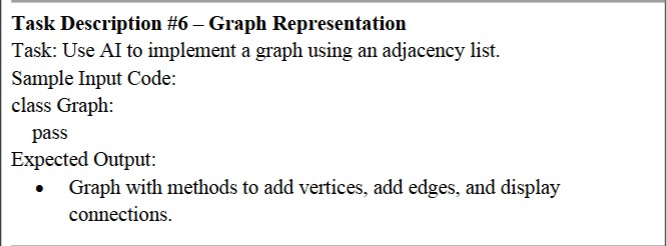 Task Description #6 – Graph Representation
Task: Use AI to implement a graph using an adjacency list.
Sample Input Code:
class Graph:
    pass
Expected Output:
• Graph with methods to add vertices, add edges, and display
connections.